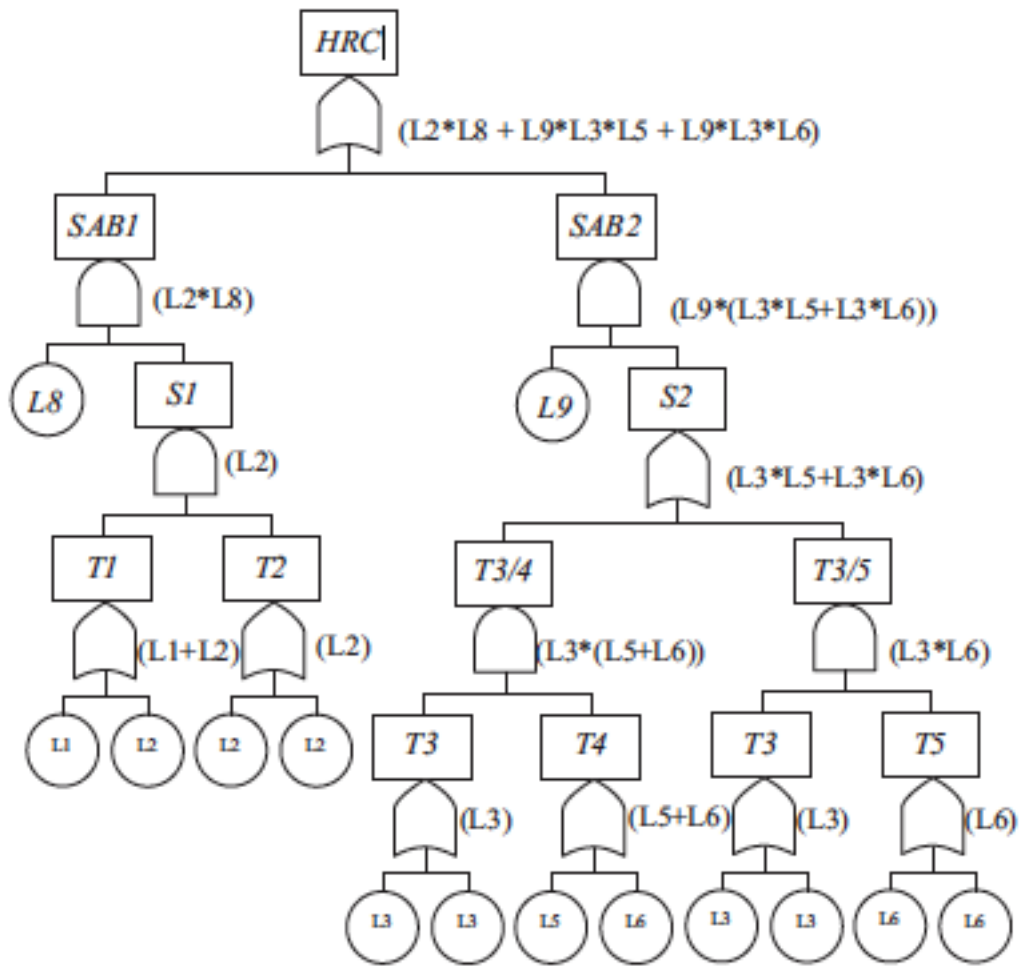 HRC
(L2*L8 + L9*L3*L5 + L9*L3*L6)
SAB1
SAB2
(L2*L8)
(L9*(L3*L5+L3*L6))
L8
S1
L9
S2
(L2)
(L3*L5+L3*L6)
T1
T2
T3/4
T3/5
(L1+L2)
(L2)
(L3*(L5+L6))
(L3*L6)
L1
L2
L2
L2
T3
T4
T3
T5
(L3)
(L5+L6)
(L3)
(L6)
L3
L3
L5
L6
L3
L3
L6
L6